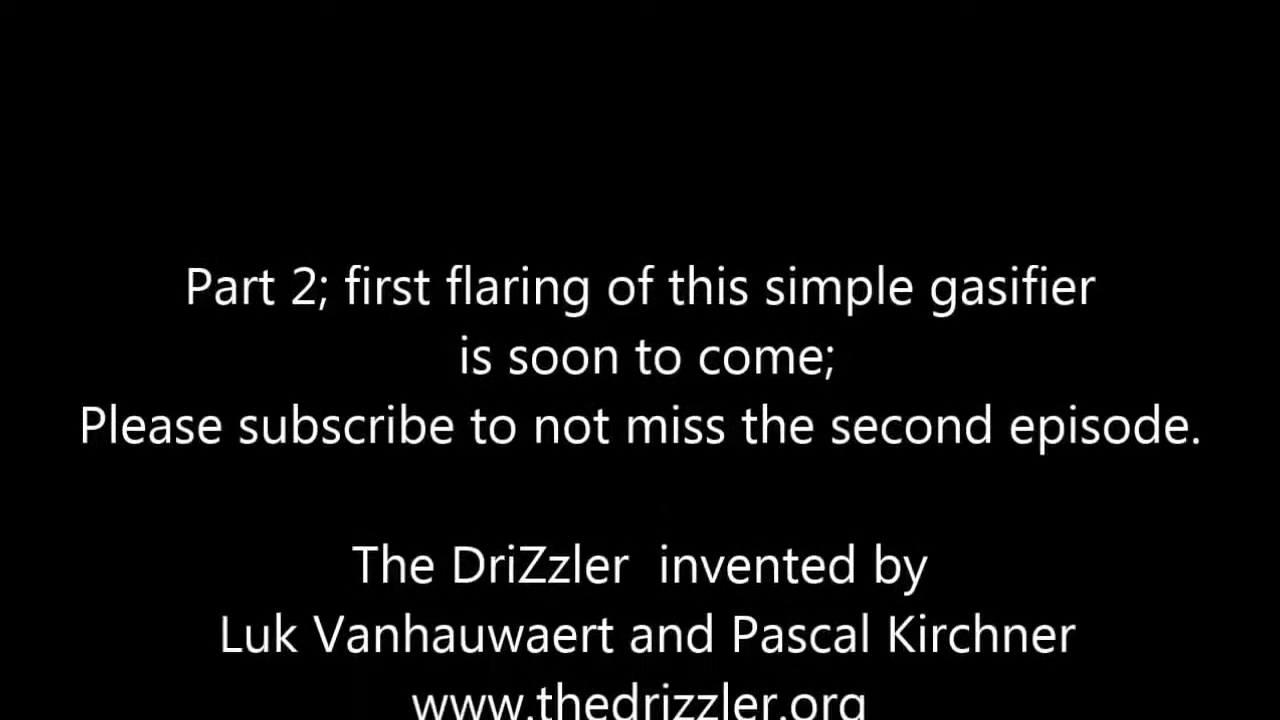 Part 2; first flaring of this simple gasifier
is soon to come;
Please subscribe to not miss the second episode.
The DriZzler  invented by
Luk Vanhauwaert and Pascal Kirchner
www.thedrizzler.org